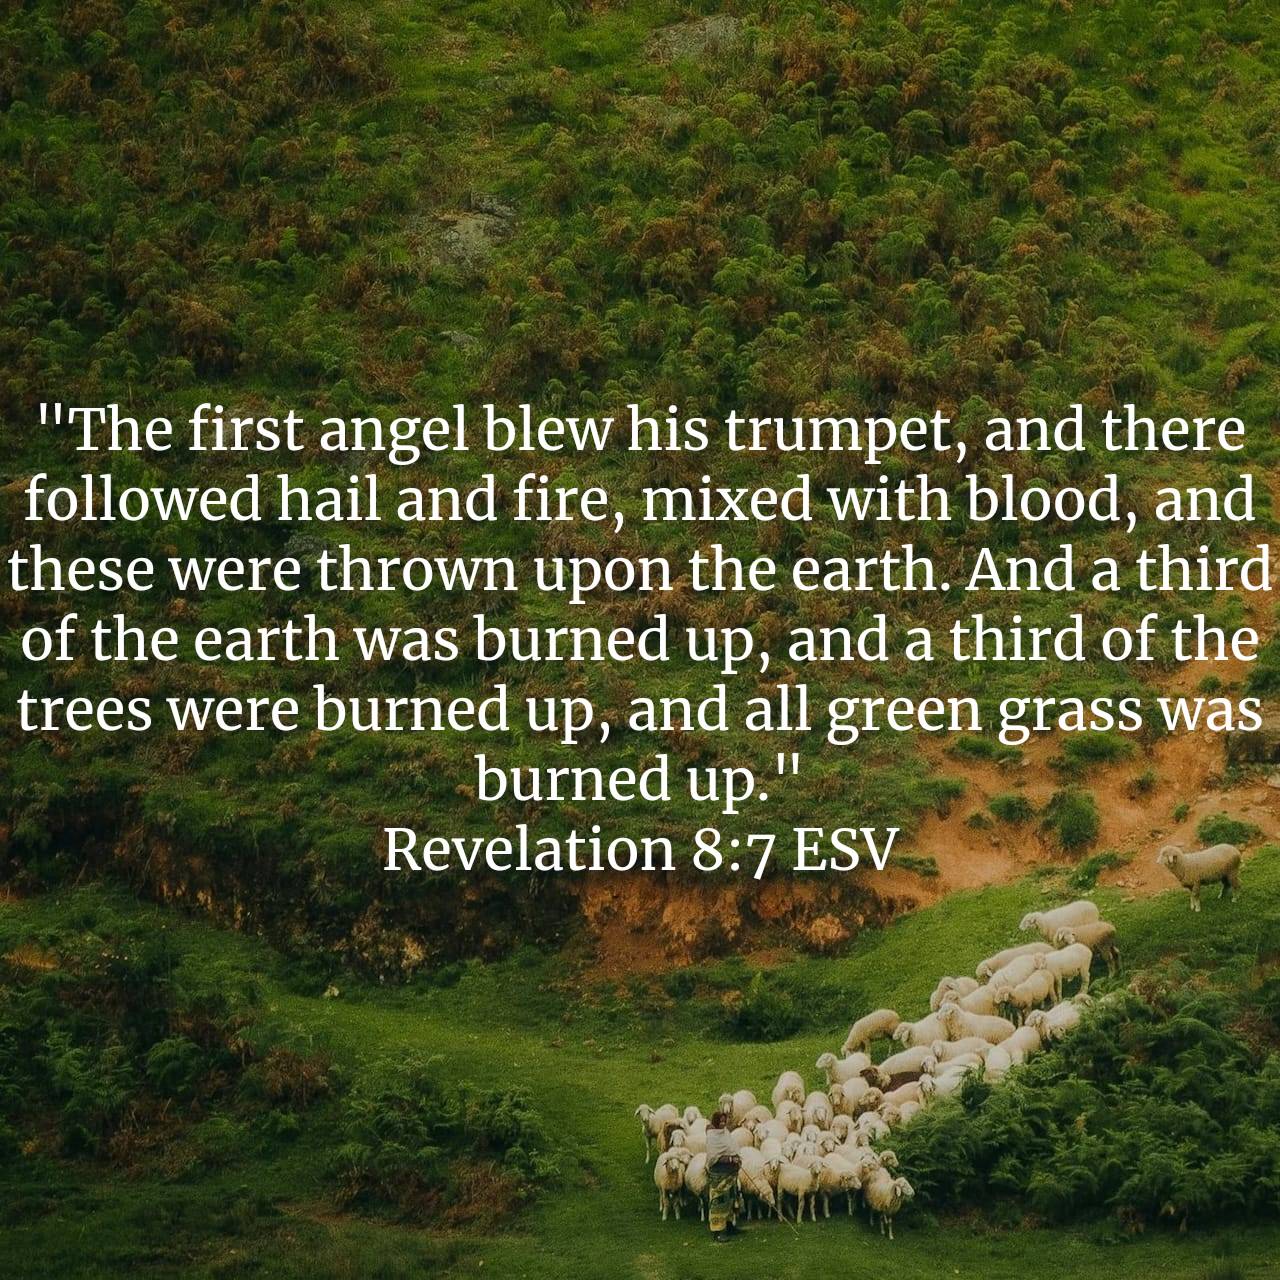 "The first angel blew his trumpet, and there
followed hail and fire, mixed with blood, and
these were thrown upon the earth. And a third
of the earth was burned up, and a third of the
trees were burned up, and all green grass was
burned up."
Revelation 8:7 ESV